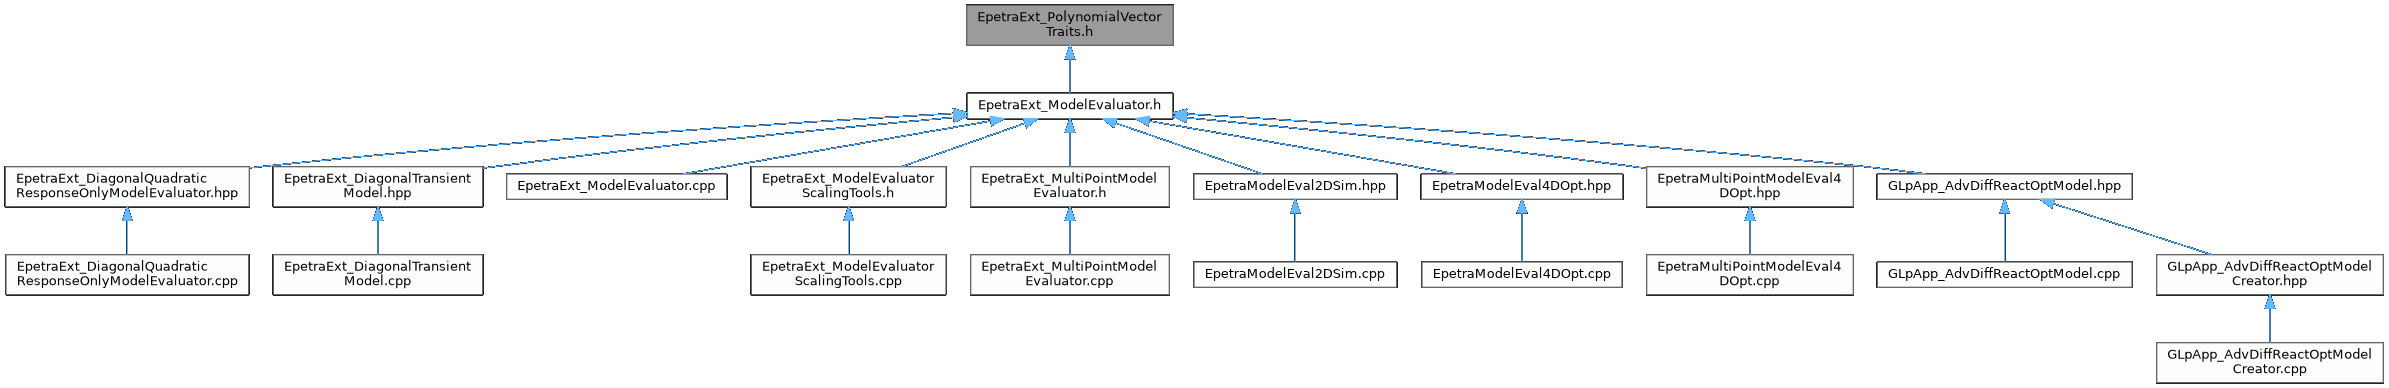 EpetraExt_PolynomialVector
Traits.h
EpetraExt_ModelEvaluator.h
EpetraExt_DiagonalQuadratic
ResponseOnlyModelEvaluator.hpp
EpetraExt_DiagonalTransient
Model.hpp
EpetraExt_ModelEvaluator.cpp
EpetraExt_ModelEvaluator
ScalingTools.h
EpetraExt_MultiPointModel
Evaluator.h
EpetraModelEval2DSim.hpp
EpetraModelEval4DOpt.hpp
EpetraMultiPointModelEval4
DOpt.hpp
GLpApp_AdvDiffReactOptModel.hpp
EpetraExt_DiagonalQuadratic
ResponseOnlyModelEvaluator.cpp
EpetraExt_DiagonalTransient
Model.cpp
EpetraExt_ModelEvaluator
ScalingTools.cpp
EpetraExt_MultiPointModel
Evaluator.cpp
EpetraModelEval2DSim.cpp
EpetraModelEval4DOpt.cpp
EpetraMultiPointModelEval4
DOpt.cpp
GLpApp_AdvDiffReactOptModel.cpp
GLpApp_AdvDiffReactOptModel
Creator.hpp
GLpApp_AdvDiffReactOptModel
Creator.cpp